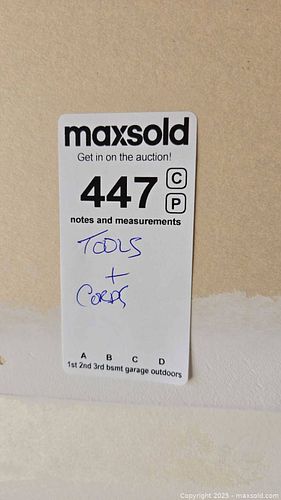 maxsold
Get in on the auction!
447 C
P
notes and measurements
TOOLS
+
CORDS
A B C D
1st 2nd 3rd bsmt garage outdoors
Copyright 2025 - maxsold.com